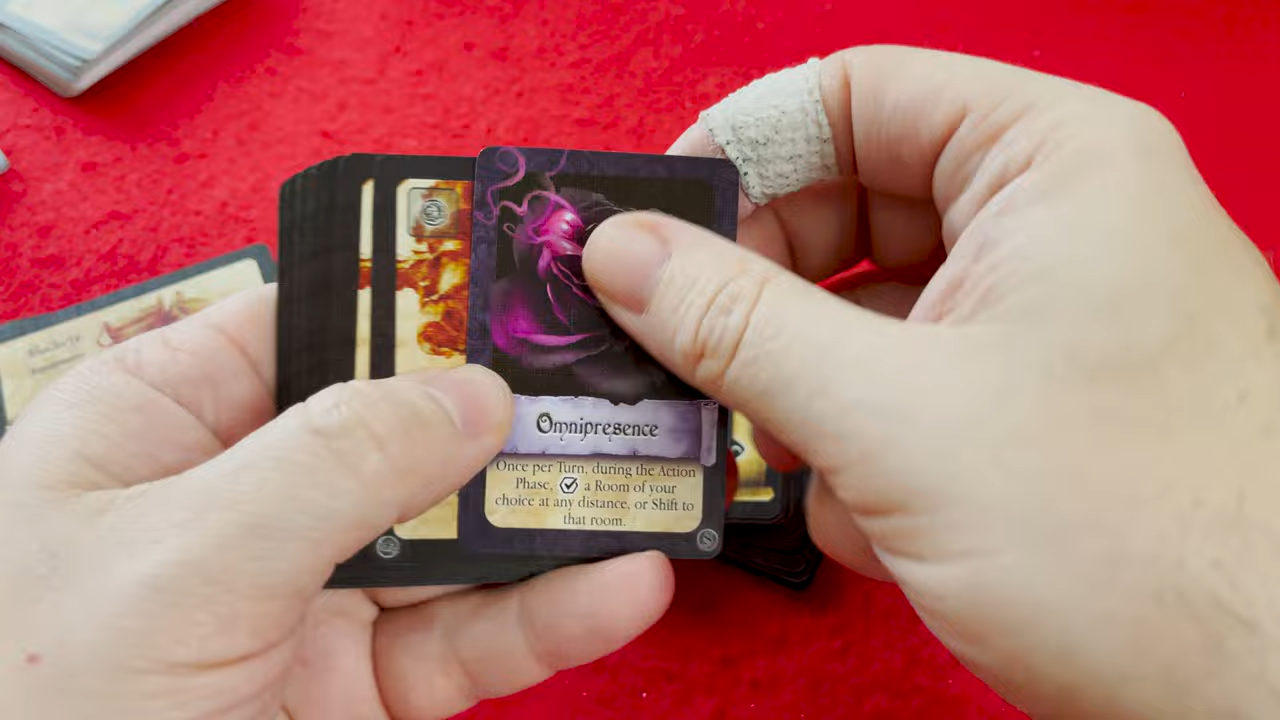 Omnipresence
Once per Turn, during the Action
Phase, a Room of your
choice at any distance, or Shift to
that room.